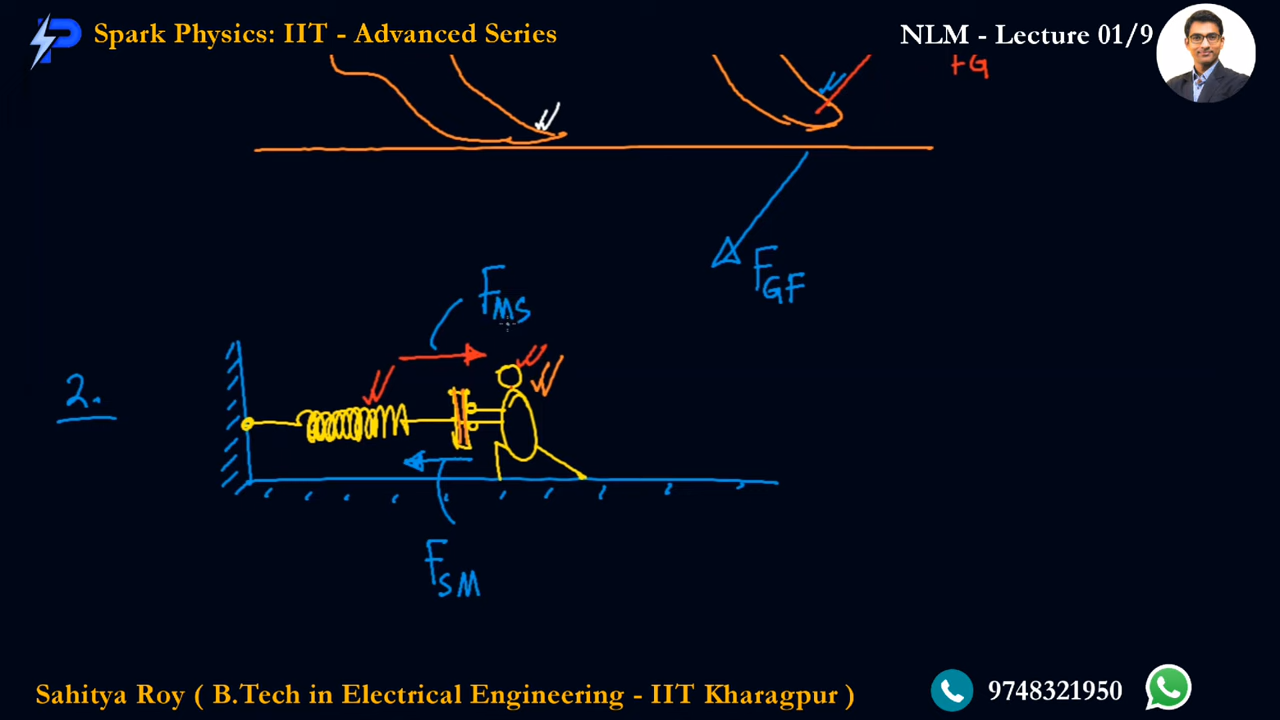 Spark Physics: IIT - Advanced Series
NLM - Lecture 01/9
+G
F_GF
F_MS
2.
F_SM
Sahitya Roy ( B.Tech in Electrical Engineering - IIT Kharagpur )
9748321950